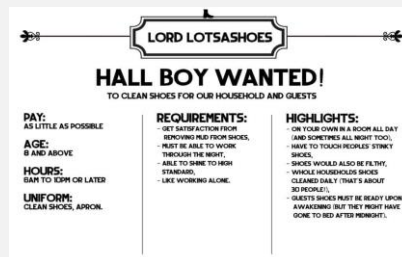 LORD LOTSASHOES
HALL BOY WANTED!
TO CLEAN SHOES FOR OUR HOUSEHOLD AND GUESTS
PAY:
AS LITTLE AS POSSIBLE
AGE:
8 AND ABOVE
HOURS:
6AM TO 10PM OR LATER
UNIFORM:
CLEAN SHOES, APRON.
REQUIREMENTS:
- GET SATISFACTION FROM
REMOVING MUD FROM SHOES,
- MUST BE ABLE TO WORK
THROUGH THE NIGHT,
- ABLE TO SHINE TO HIGH
STANDARD,
- LIKE WORKING ALONE.
HIGHLIGHTS:
- ON YOUR OWN IN A ROOM ALL DAY
(AND SOMETIMES ALL NIGHT TOO),
- HAVE TO TOUCH PEOPLES' STINKY
SHOES,
- SHOES WOULD ALSO BE FILTHY,
- WHOLE HOUSEHOLDS SHOES
CLEANED DAILY (THAT'S ABOUT
30 PEOPLE!),
- GUESTS SHOES MUST BE READY UPON
AWAKENING (BUT THEY MIGHT HAVE
GONE TO BED AFTER MIDNIGHT).